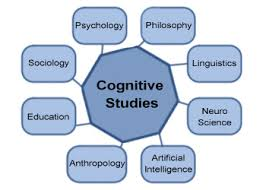 Psychology
Philosophy
Sociology
Linguistics
Cognitive
Studies
Education
Neuro
Science
Anthropology
Artificial
Intelligence